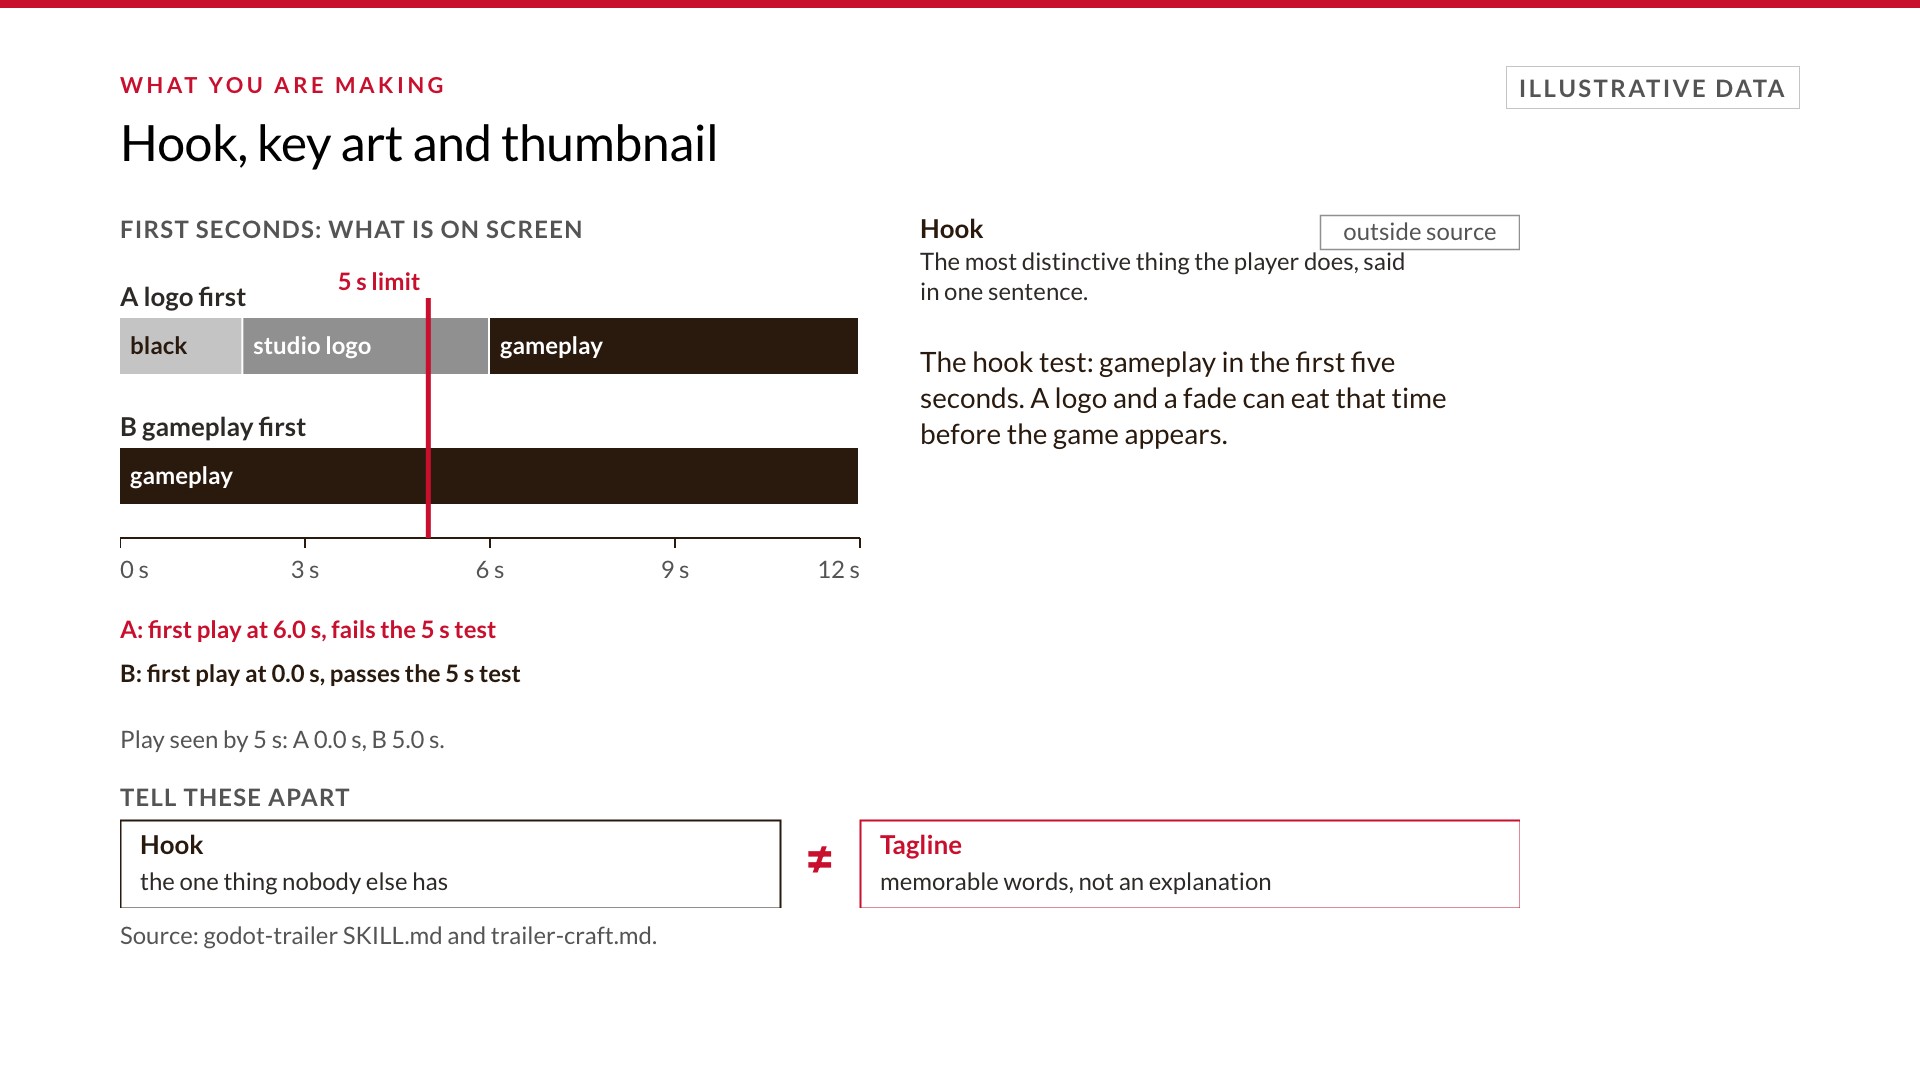 WHAT YOU ARE MAKING
ILLUSTRATIVE DATA
Hook, key art and thumbnail
FIRST SECONDS: WHAT IS ON SCREEN
5 s limit
A logo first
black
studio logo
gameplay
B gameplay first
gameplay
0 s
3 s
6 s
9 s
12 s
A: first play at 6.0 s, fails the 5 s test
B: first play at 0.0 s, passes the 5 s test
Play seen by 5 s: A 0.0 s, B 5.0 s.
Hook
outside source
The most distinctive thing the player does, said
in one sentence.
The hook test: gameplay in the first five
seconds. A logo and a fade can eat that time
before the game appears.
TELL THESE APART
Hook
the one thing nobody else has
≠
Tagline
memorable words, not an explanation
Source: godot-trailer SKILL.md and trailer-craft.md.